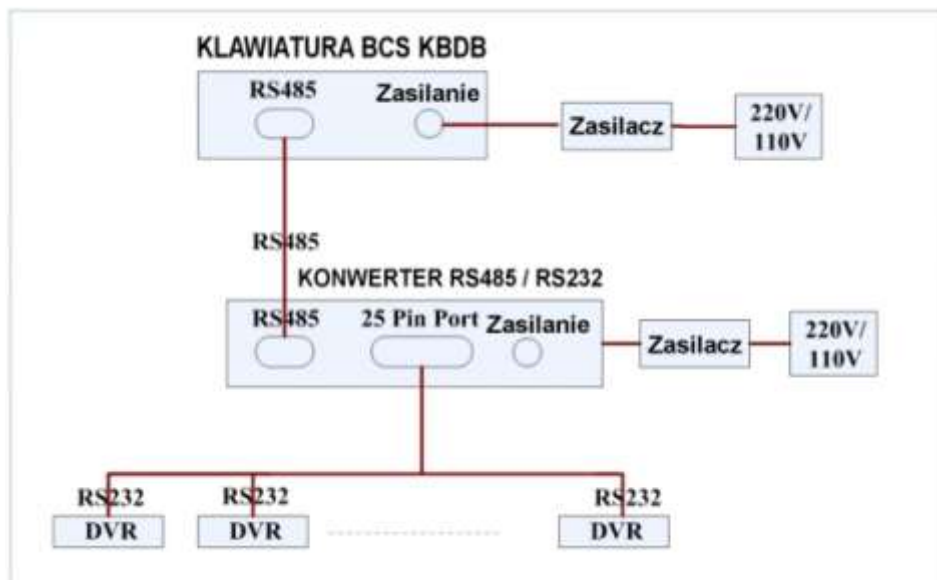 KLAWIATURA BCS KBDB
RS485
Zasilanie
Zasilacz
220V/
110V
RS485
KONWERTER RS485 / RS232
RS485
25 Pin Port
Zasilanie
Zasilacz
220V/
110V
RS232
RS232
RS232
DVR
DVR
DVR